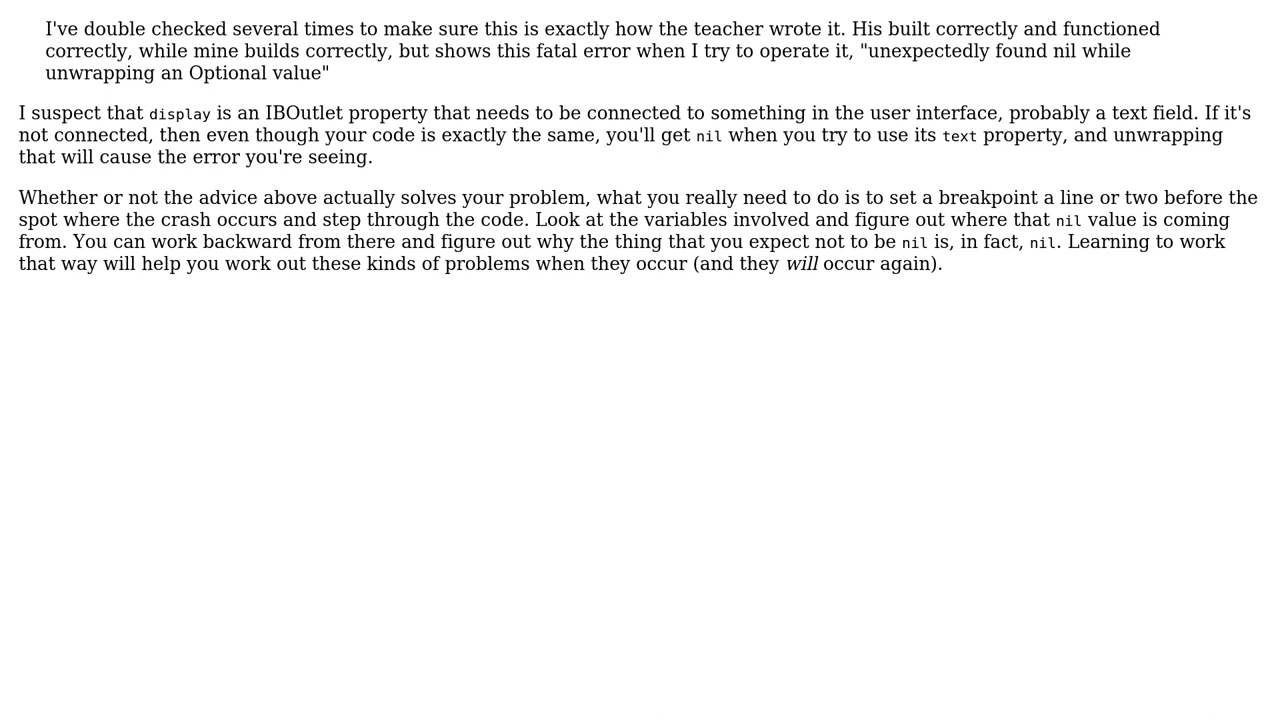 I've double checked several times to make sure this is exactly how the teacher wrote it. His built correctly and functioned
correctly, while mine builds correctly, but shows this fatal error when I try to operate it, "unexpectedly found nil while
unwrapping an Optional value"
I suspect that display is an IBOutlet property that needs to be connected to something in the user interface, probably a text field. If it's
not connected, then even though your code is exactly the same, you'll get nil when you try to use its text property, and unwrapping
that will cause the error you're seeing.
Whether or not the advice above actually solves your problem, what you really need to do is to set a breakpoint a line or two before the
spot where the crash occurs and step through the code. Look at the variables involved and figure out where that nil value is coming
from. You can work backward from there and figure out why the thing that you expect not to be nil is, in fact, nil. Learning to work
that way will help you work out these kinds of problems when they occur (and they will occur again).